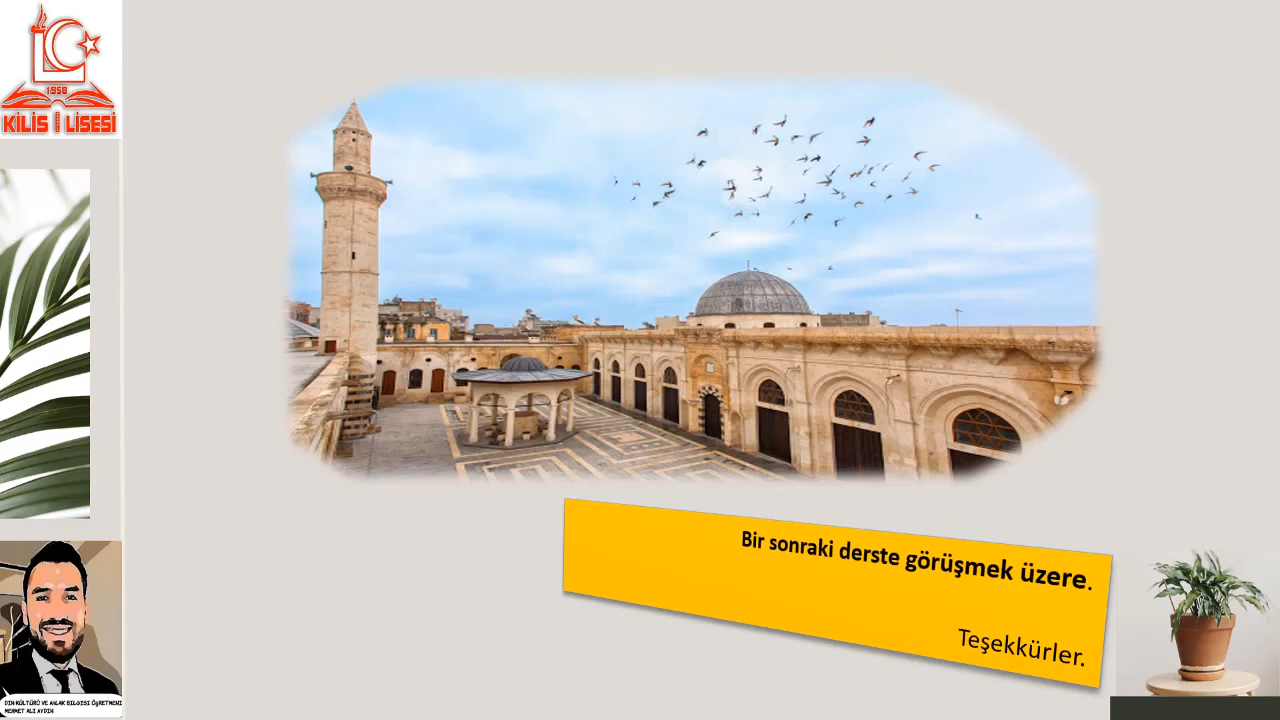 1958
KİLİS LİSESİ
Bir sonraki derste görüşmek üzere.
Teşekkürler.
DİN KÜLTÜRÜ VE AHLAK BİLGİSİ ÖĞRETMENİ
MEHMET ALİ AYDIN